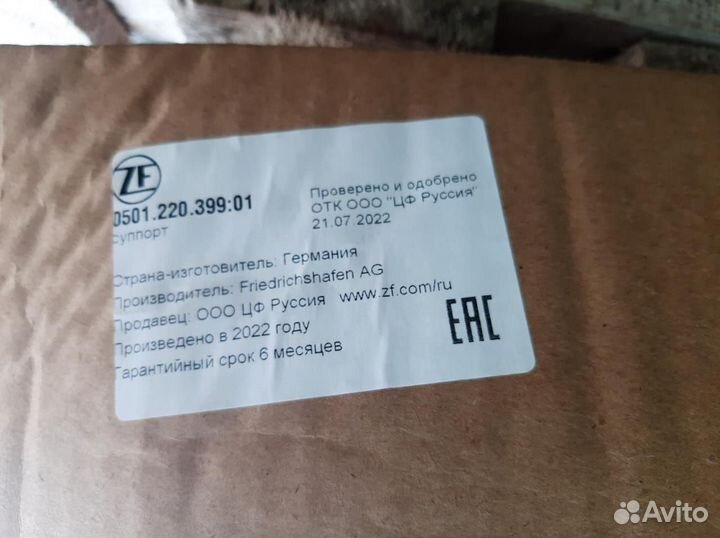 ZF
0501.220.399:01
суппорт
Проверено и одобрено
ОТК ООО "ЦФ Руссия"
21.07.2022
Страна-изготовитель: Германия
Производитель: Friedrichshafen AG
Продавец: ООО ЦФ Руссия www.zf.com/ru
Произведено в 2022 году
Гарантийный срок 6 месяцев
EAC
Avito